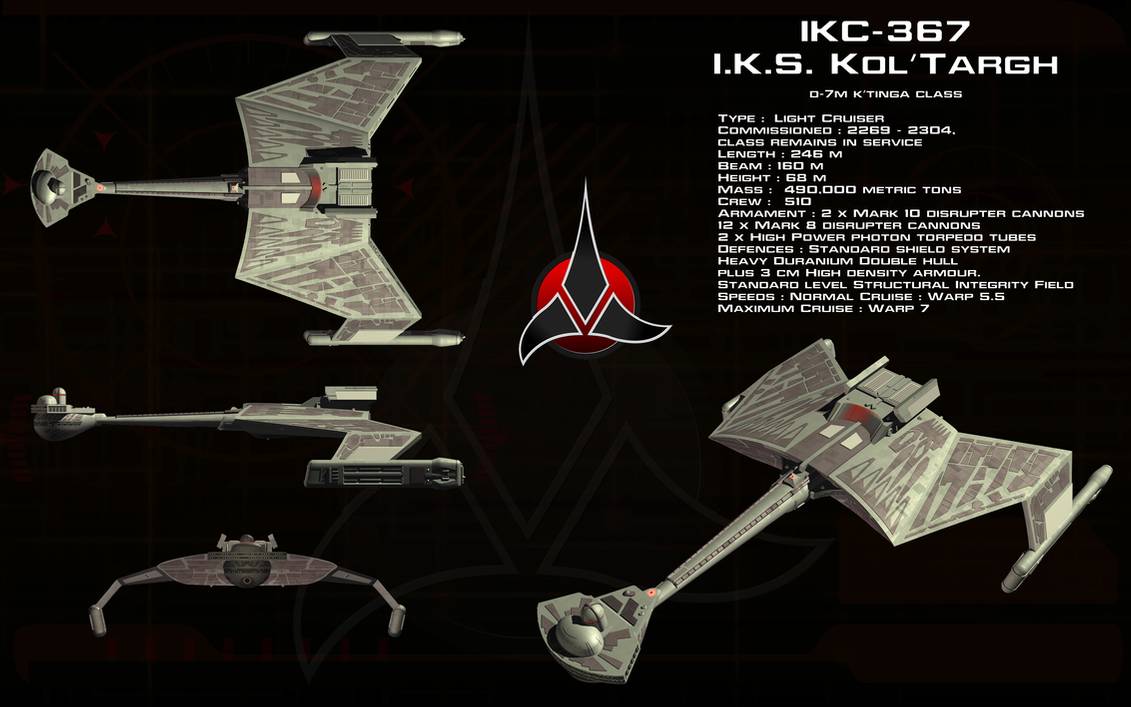 IKC-367
I.K.S. Kol'Targh
D-7M K'Tinga Class
Type : Light Cruiser
Commissioned : 2269 - 2304.
class remains in service
Length : 246 m
Beam : 160 m
Height : 68 m
Mass : 490,000 metric tons
Crew : 510
Armament : 2 x Mark 10 disrupter cannons
12 x Mark 8 disrupter cannons
2 x High Power photon torpedo tubes
Defences : Standard shield system
Heavy Duranium Double hull
plus 3 cm High density armour.
Standard level Structural Integrity Field
Speeds : Normal Cruise : Warp 5.5
Maximum Cruise : Warp 7